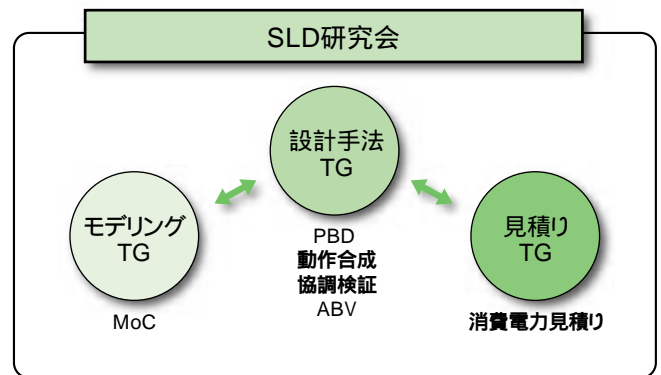 SLD研究会
設計手法
TG
モデリング
TG
見積り
TG
PBD
動作合成
協調検証
ABV
MoC
消費電力見積り